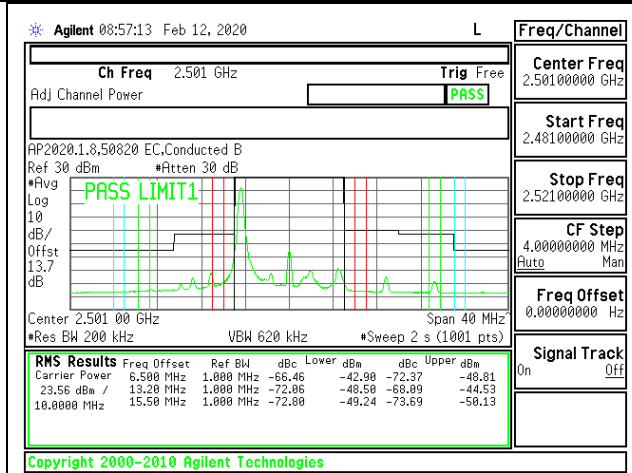 Agilent 08:57:13 Feb 12, 2020 L
Freq/Channel
Ch Freq 2.501 GHz Trig Free
Adj Channel Power PASS
AP2020.1.8,50820 EC,Conducted B
Ref 30 dBm #Atten 30 dB
#Avg
Log
10
dB/
Offst
13.7
dB
PASS LIMIT1
Center 2.501 00 GHz Span 40 MHz
#Res BW 200 kHz VBW 620 kHz #Sweep 2 s (1001 pts)
RMS Results Freq Offset Ref BW dBc Lower dBm dBc Upper dBm
Carrier Power 6.500 MHz 1.000 MHz -66.46 -42.90 -72.37 -48.81
23.56 dBm / 13.20 MHz 1.000 MHz -72.06 -48.50 -68.09 -44.53
10.0000 MHz 15.50 MHz 1.000 MHz -72.80 -49.24 -73.69 -50.13
Center Freq
2.50100000 GHz
Start Freq
2.48100000 GHz
Stop Freq
2.52100000 GHz
CF Step
4.00000000 MHz
Auto Man
Freq Offset
0.00000000 Hz
Signal Track
On Off
Copyright 2000-2010 Agilent Technologies